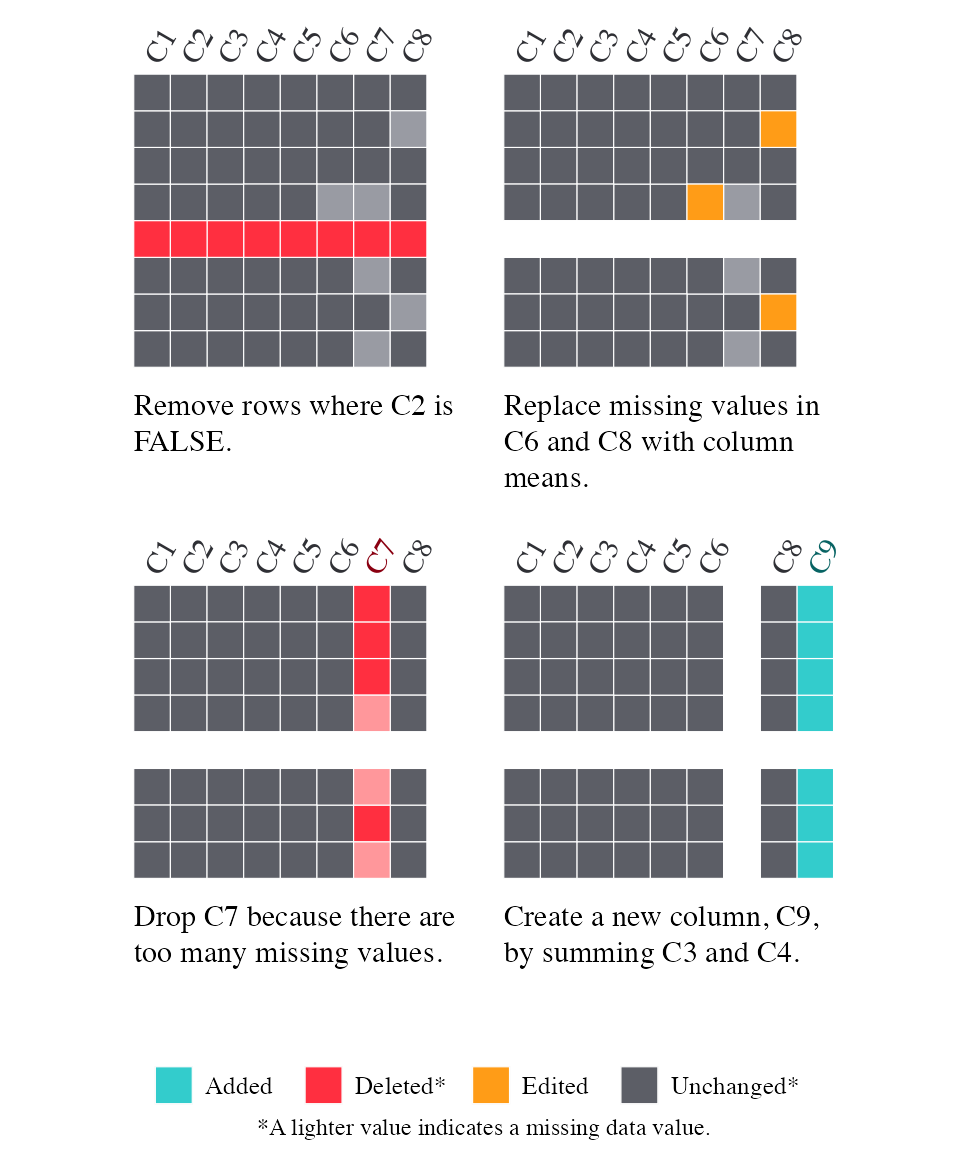 C1 C2 C3 C4 C5 C6 C7 C8
C1 C2 C3 C4 C5 C6 C7 C8
Remove rows where C2 is
FALSE.
Replace missing values in
C6 and C8 with column
means.
C1 C2 C3 C4 C5 C6 C7 C8
C1 C2 C3 C4 C5 C6 C8 C9
Drop C7 because there are
too many missing values.
Create a new column, C9,
by summing C3 and C4.
Added Deleted* Edited Unchanged*
*A lighter value indicates a missing data value.